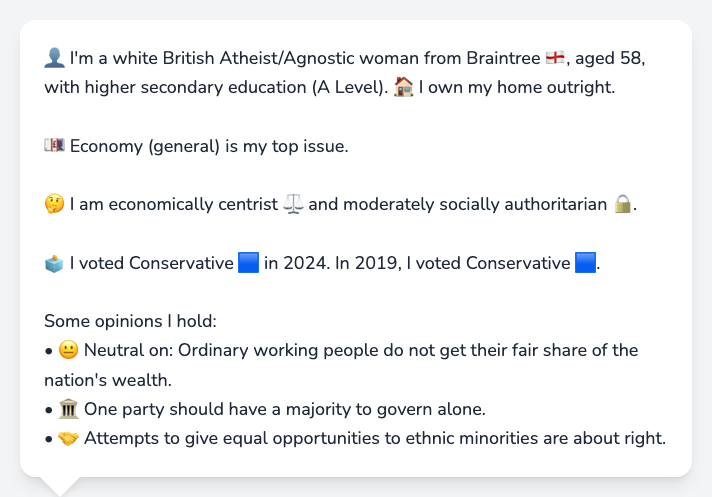 👤 I'm a white British Atheist/Agnostic woman from Braintree 🏴󠁧󠁢󠁥󠁮󠁧󠁿, aged 58,
with higher secondary education (A Level). 🏠 I own my home outright.
💷 Economy (general) is my top issue.
🤔 I am economically centrist ⚖️ and moderately socially authoritarian 🔒.
🗳️ I voted Conservative 🟦 in 2024. In 2019, I voted Conservative 🟦.
Some opinions I hold:
• 😐 Neutral on: Ordinary working people do not get their fair share of the
nation's wealth.
• 🏛️ One party should have a majority to govern alone.
• 🤝 Attempts to give equal opportunities to ethnic minorities are about right.